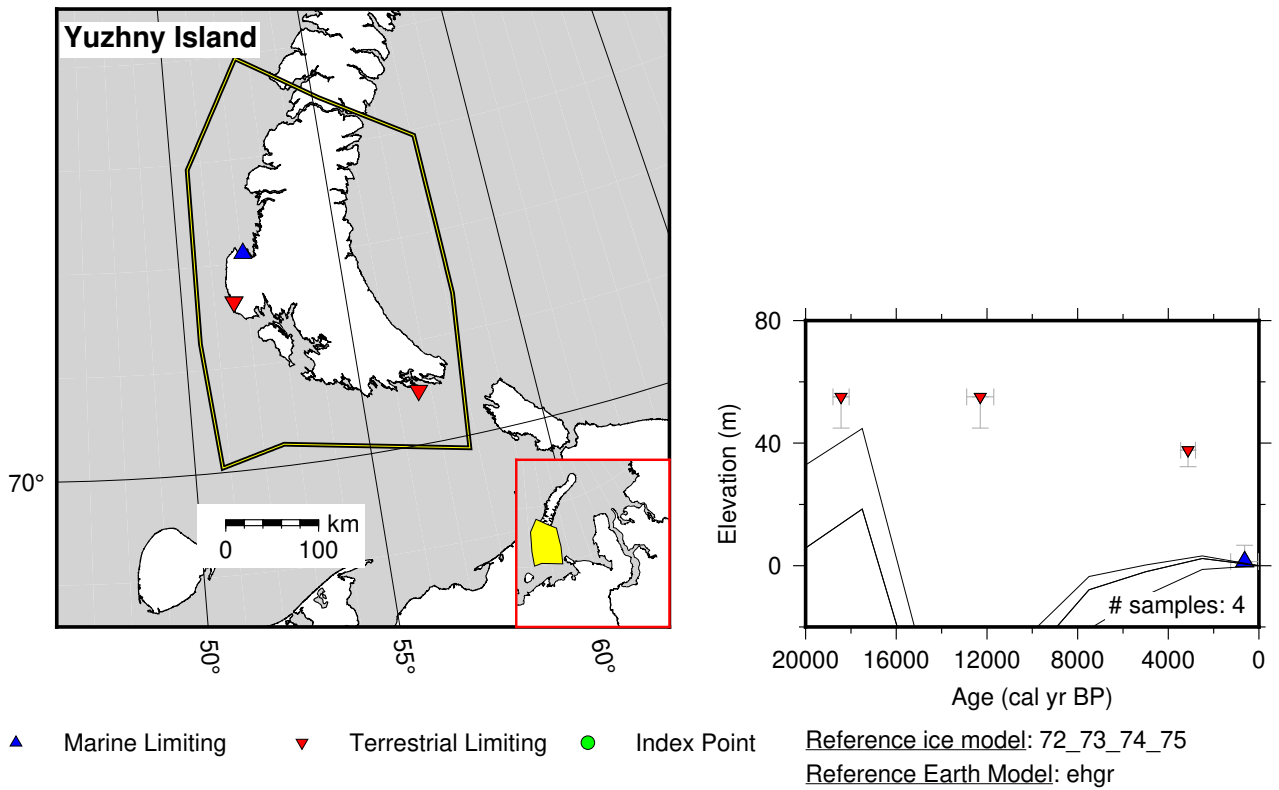 Yuzhny Island
70°
km
0 100
50°
55°
60°
80
40
0
Elevation (m)
# samples: 4
20000 16000 12000 8000 4000 0
Age (cal yr BP)
Marine Limiting Terrestrial Limiting Index Point
Reference ice model: 72_73_74_75
Reference Earth Model: ehgr